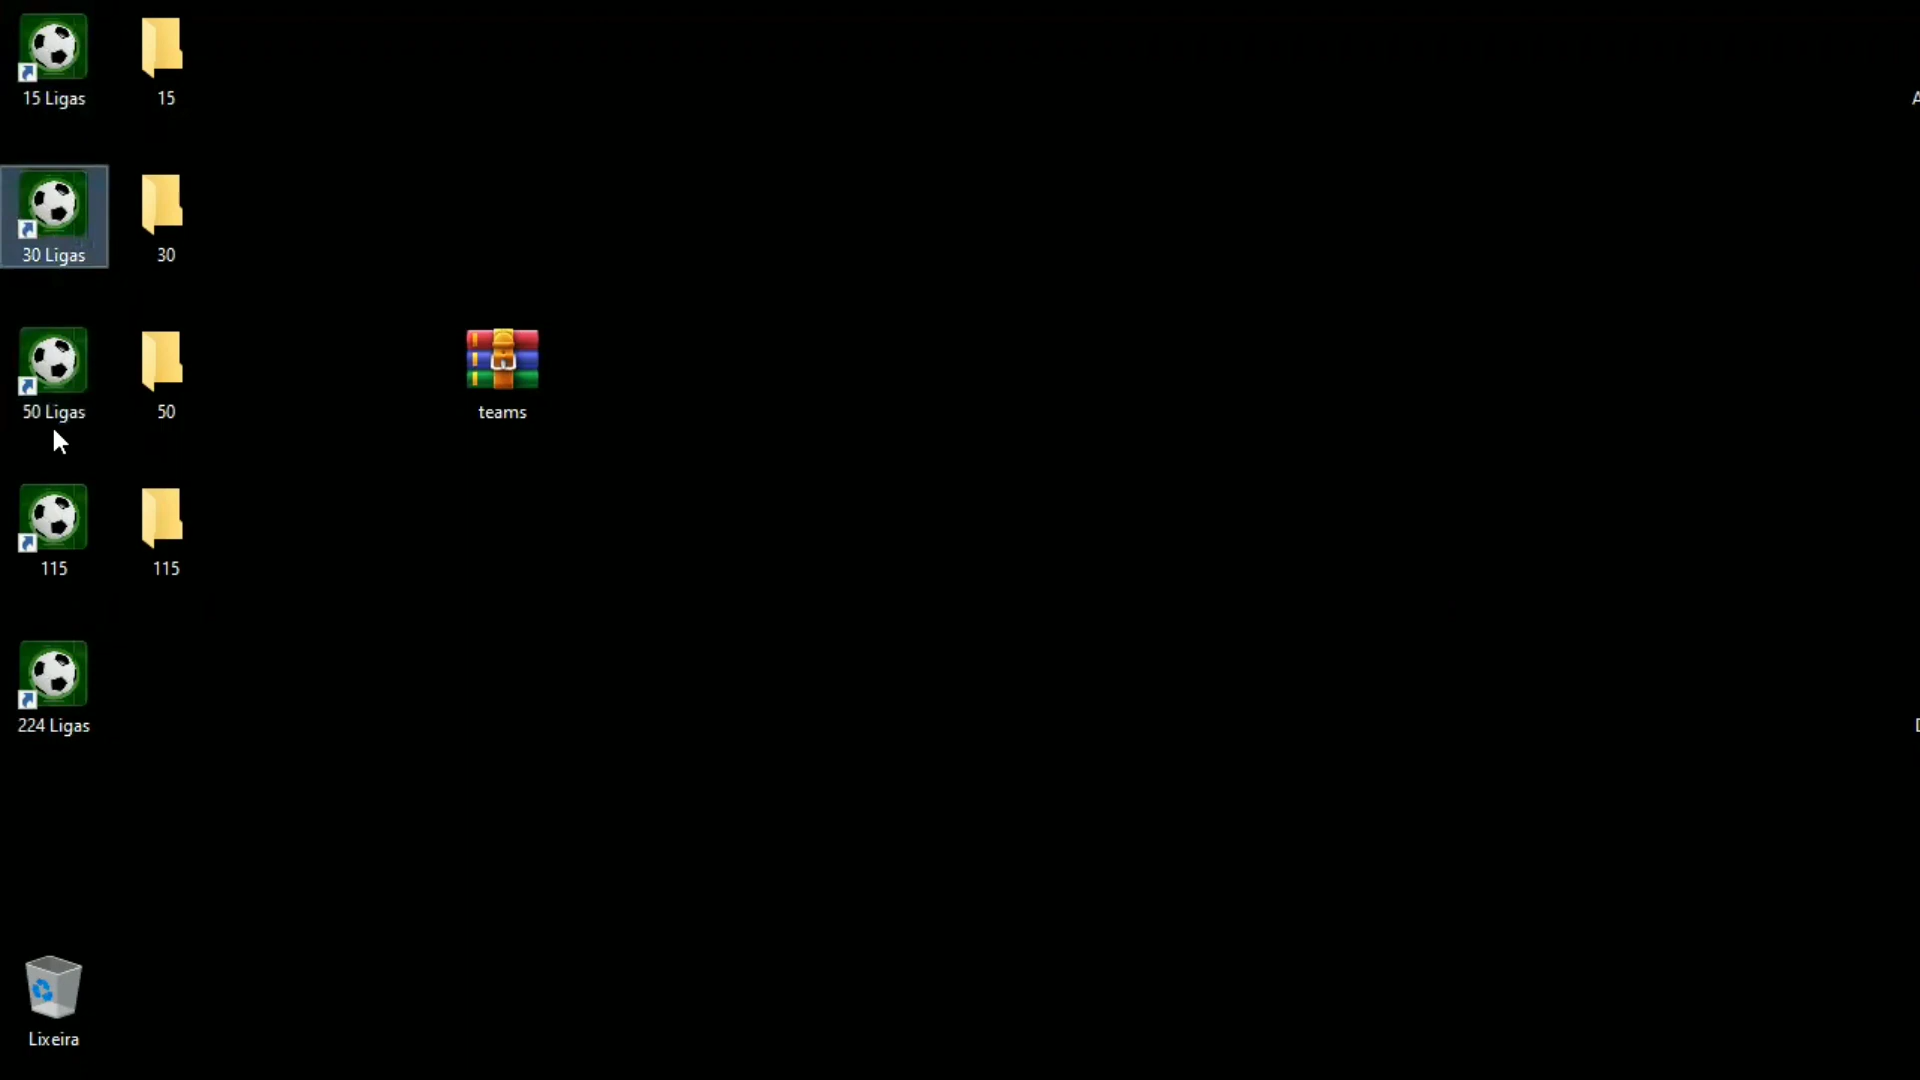 15 Ligas
15
30 Ligas
30
50 Ligas
50
teams
115
115
224 Ligas
Lixeira